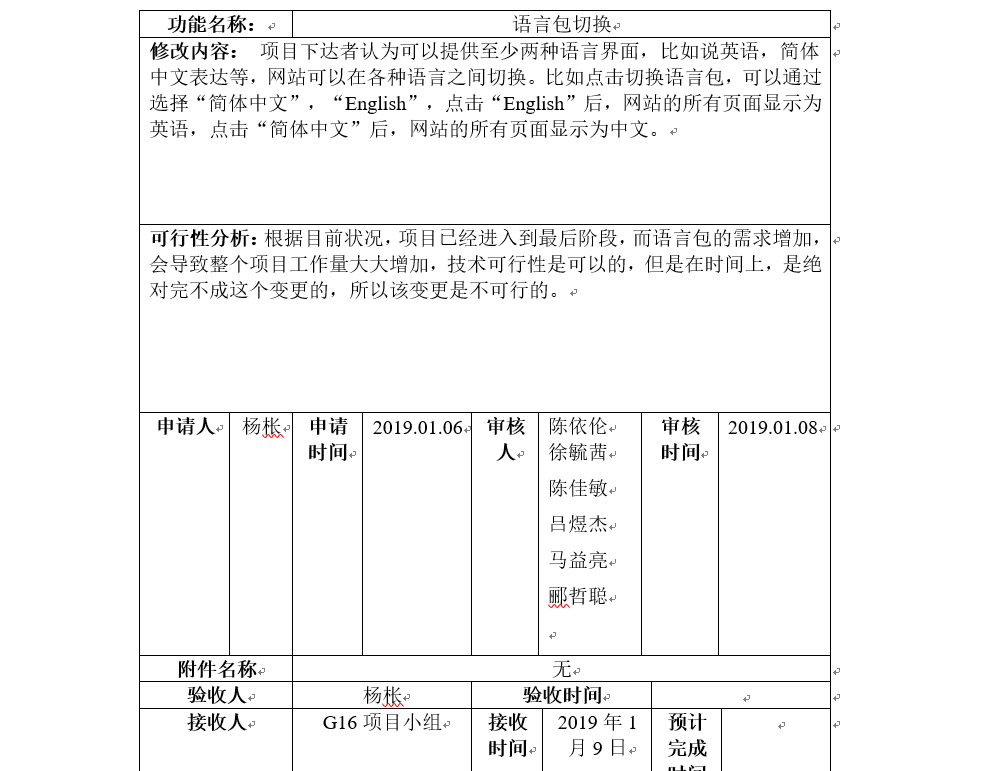 功能名称： 语言包切换
修改内容： 项目下达者认为可以提供至少两种语言界面，比如说英语，简体
中文表达等，网站可以在各种语言之间切换。比如点击切换语言包，可以通过
选择“简体中文”，“English”，点击“English”后，网站的所有页面显示为
英语，点击“简体中文”后，网站的所有页面显示为中文。
可行性分析：根据目前状况，项目已经进入到最后阶段，而语言包的需求增加，
会导致整个项目工作量大大增加，技术可行性是可以的，但是在时间上，是绝
对完不成这个变更的，所以该变更是不可行的。
申请人 杨枨 申请 2019.01.06 审核 陈依伦 审核 2019.01.08
时间 人 徐毓茜 时间
陈佳敏
吕煜杰
马益亮
郦哲聪
附件名称 无
验收人 杨枨 验收时间
接收人 G16 项目小组 接收 2019 年 1 预计
时间 月 9 日 完成
时间